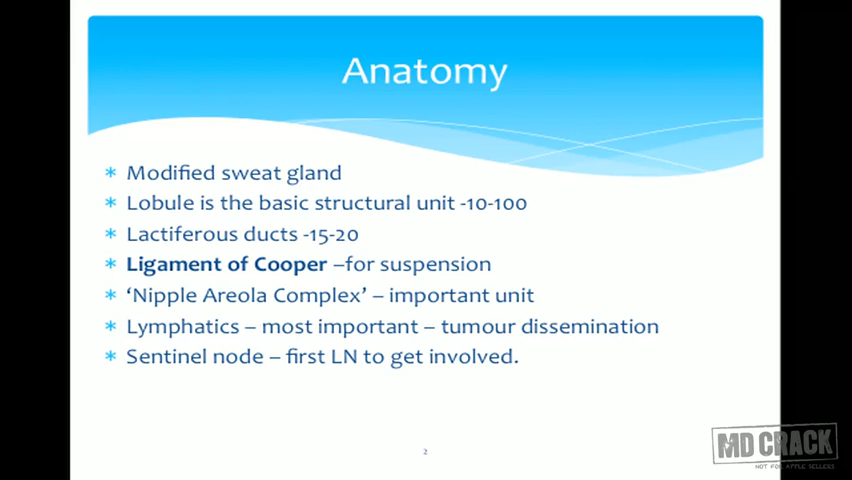 Anatomy
* Modified sweat gland
* Lobule is the basic structural unit -10-100
* Lactiferous ducts -15-20
* Ligament of Cooper –for suspension
* ‘Nipple Areola Complex’ – important unit
* Lymphatics – most important – tumour dissemination
* Sentinel node – first LN to get involved.
2
MD CRACK
NOT FOR APPLE SELLERS